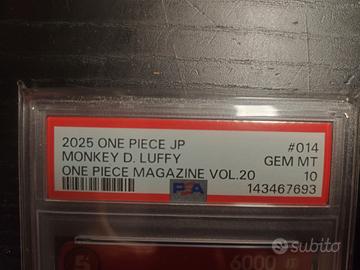 2025 ONE PIECE JP #014
MONKEY D. LUFFY GEM MT
ONE PIECE MAGAZINE VOL.20 10
PSA 143467693
5 6000
subito